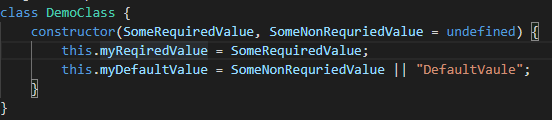 class DemoClass {
    constructor(SomeRequiredValue, SomeNonRequriedValue = undefined) {
        this.myReqiredValue = SomeRequiredValue;
        this.myDefaultValue = SomeNonRequriedValue || "DefaultVaule";
    }
}